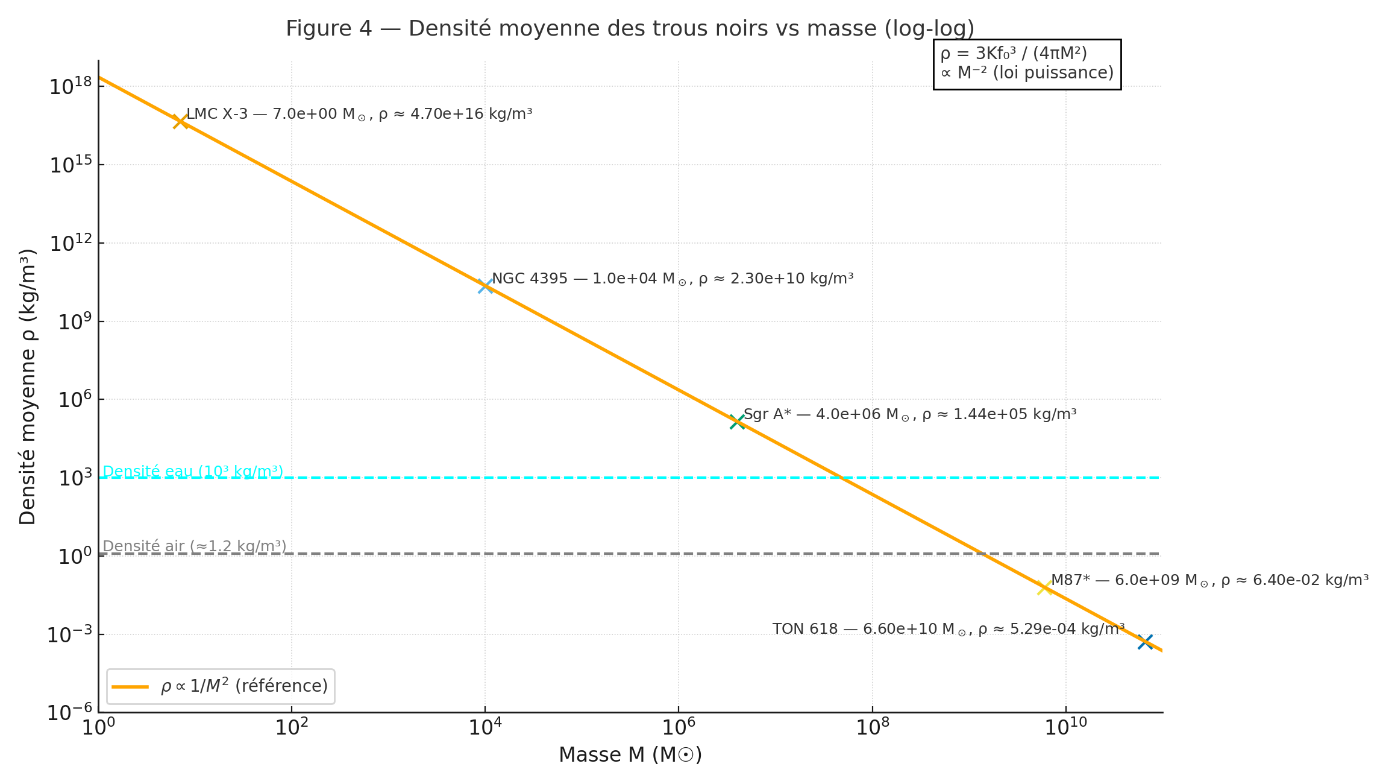 Figure 4 — Densité moyenne des trous noirs vs masse (log-log)
ρ = 3Kf₀³ / (4πM²)
∝ M⁻² (loi puissance)
Densité moyenne ρ (kg/m³)
10¹⁸
10¹⁵
10¹²
10⁹
10⁶
10³
10⁰
10⁻³
10⁻⁶
LMC X-3 — 7.0e+00 M☉, ρ ≈ 4.70e+16 kg/m³
NGC 4395 — 1.0e+04 M☉, ρ ≈ 2.30e+10 kg/m³
Sgr A* — 4.0e+06 M☉, ρ ≈ 1.44e+05 kg/m³
Densité eau (10³ kg/m³)
Densité air (≈1.2 kg/m³)
M87* — 6.0e+09 M☉, ρ ≈ 6.40e-02 kg/m³
TON 618 — 6.60e+10 M☉, ρ ≈ 5.29e-04 kg/m³
ρ ∝ 1/M² (référence)
10⁰ 10² 10⁴ 10⁶ 10⁸ 10¹⁰
Masse M (M☉)